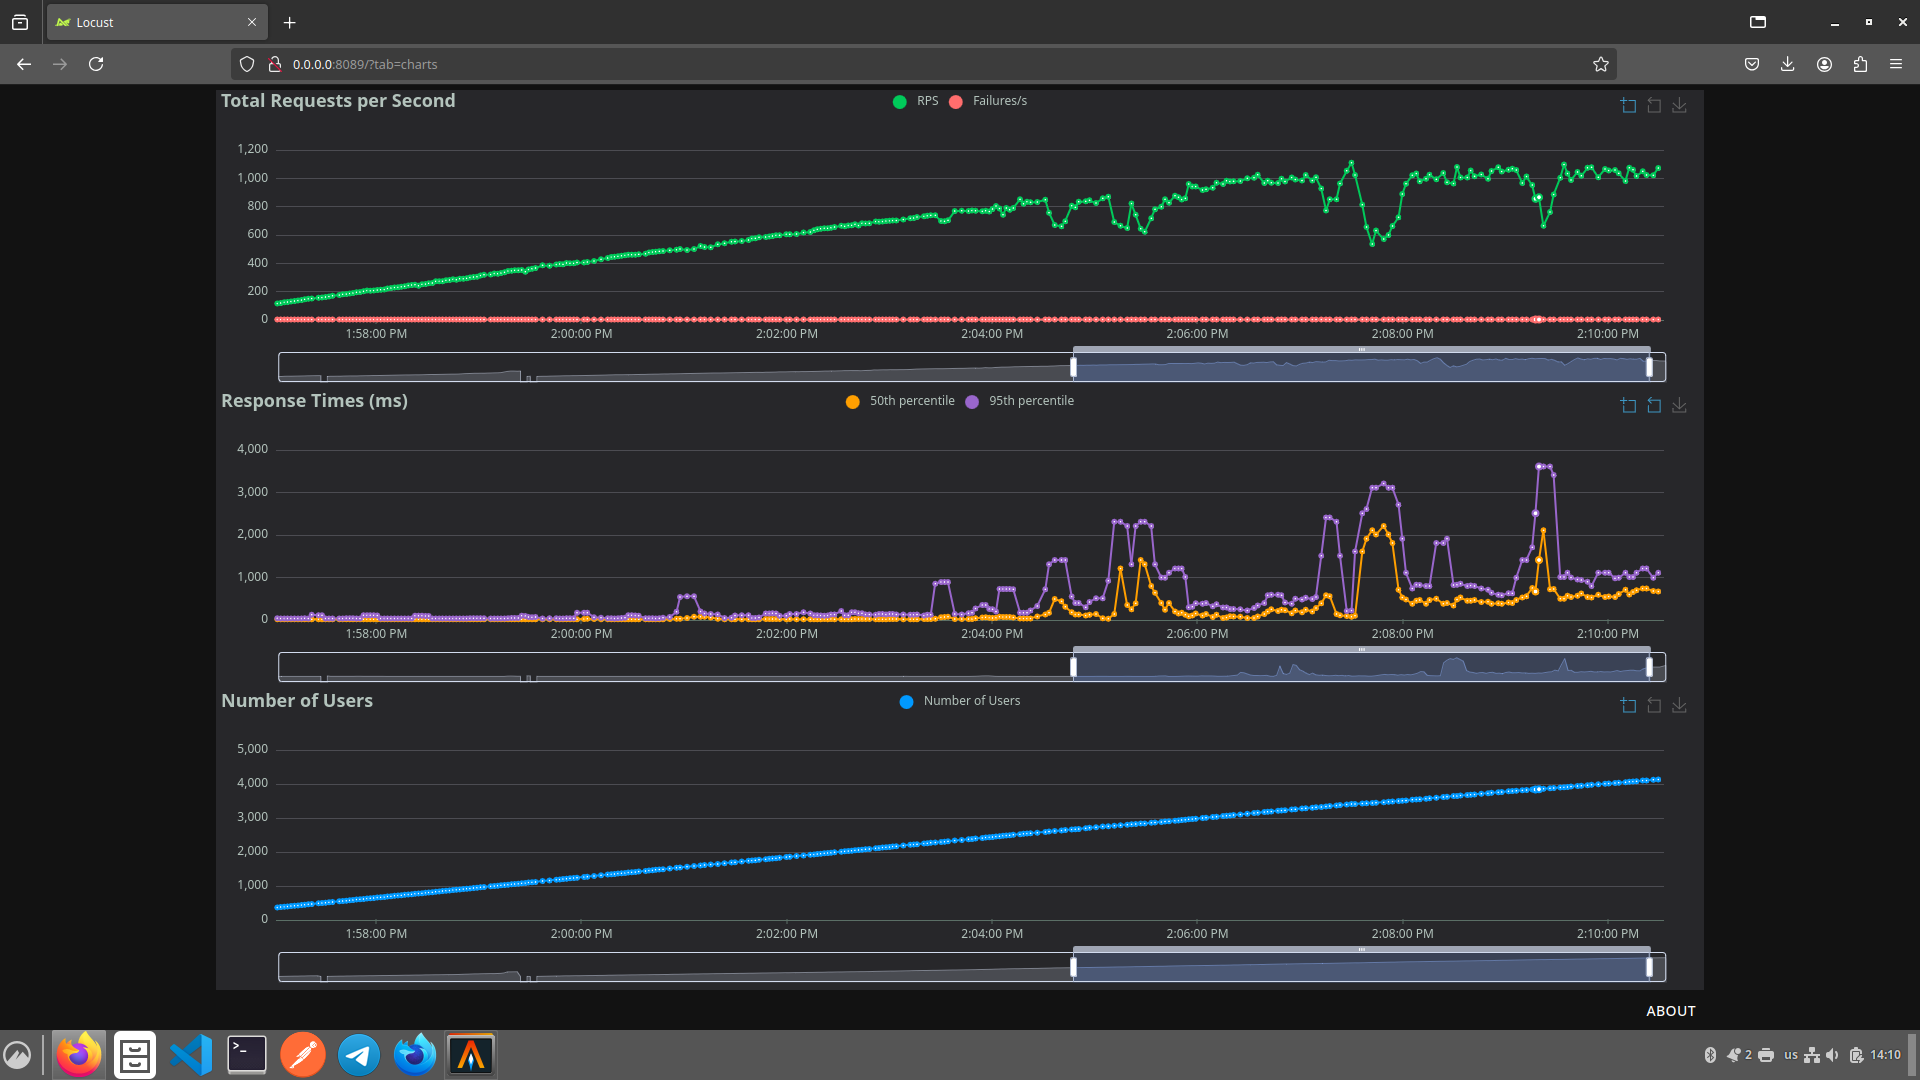 Locust
0.0.0.0:8089/?tab=charts
Total Requests per Second
RPS
Failures/s
1,200
1,000
800
600
400
200
0
1:58:00 PM
2:00:00 PM
2:02:00 PM
2:04:00 PM
2:06:00 PM
2:08:00 PM
2:10:00 PM
Response Times (ms)
50th percentile
95th percentile
4,000
3,000
2,000
1,000
0
1:58:00 PM
2:00:00 PM
2:02:00 PM
2:04:00 PM
2:06:00 PM
2:08:00 PM
2:10:00 PM
Number of Users
Number of Users
5,000
4,000
3,000
2,000
1,000
0
1:58:00 PM
2:00:00 PM
2:02:00 PM
2:04:00 PM
2:06:00 PM
2:08:00 PM
2:10:00 PM
ABOUT
2
us
14:10